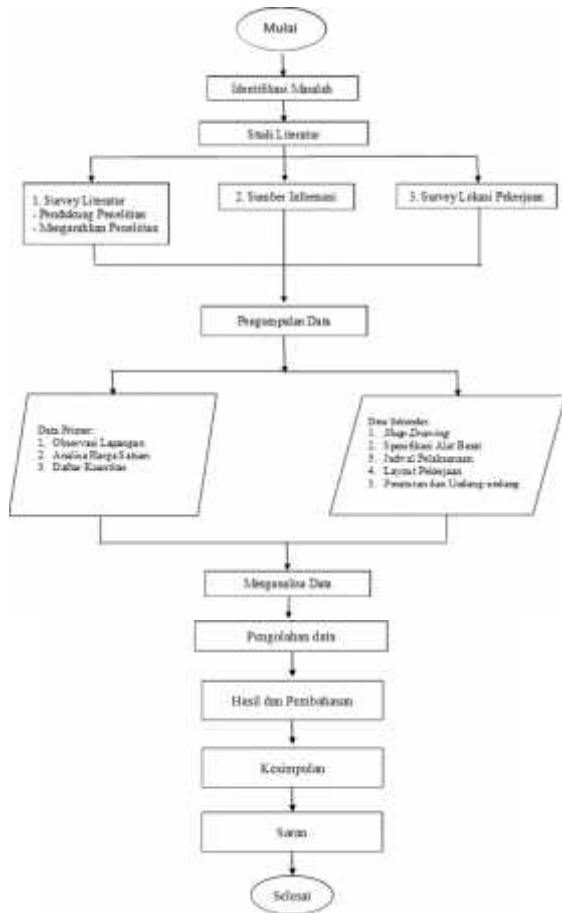 Mulai
Identifikasi Masalah
Studi Literatur
1. Survey Literatur
- Pendukung Penelitian
- Mengarahkan Penelitian
2. Sumber Informasi
3. Survey Lokasi Pekerjaan
Pengumpulan Data
Data Primer:
1. Observasi Lapangan
2. Analisa Harga Satuan
3. Daftar Kuantitas
Data Sekunder:
1. Shop Drawing
2. Spesifikasi Alat Berat
3. Jadwal Pelaksanaan
4. Layout Pekerjaan
5. Peraturan dan Undang-undang
Menganalisa Data
Pengolahan data
Hasil dan Pembahasan
Kesimpulan
Saran
Selesai